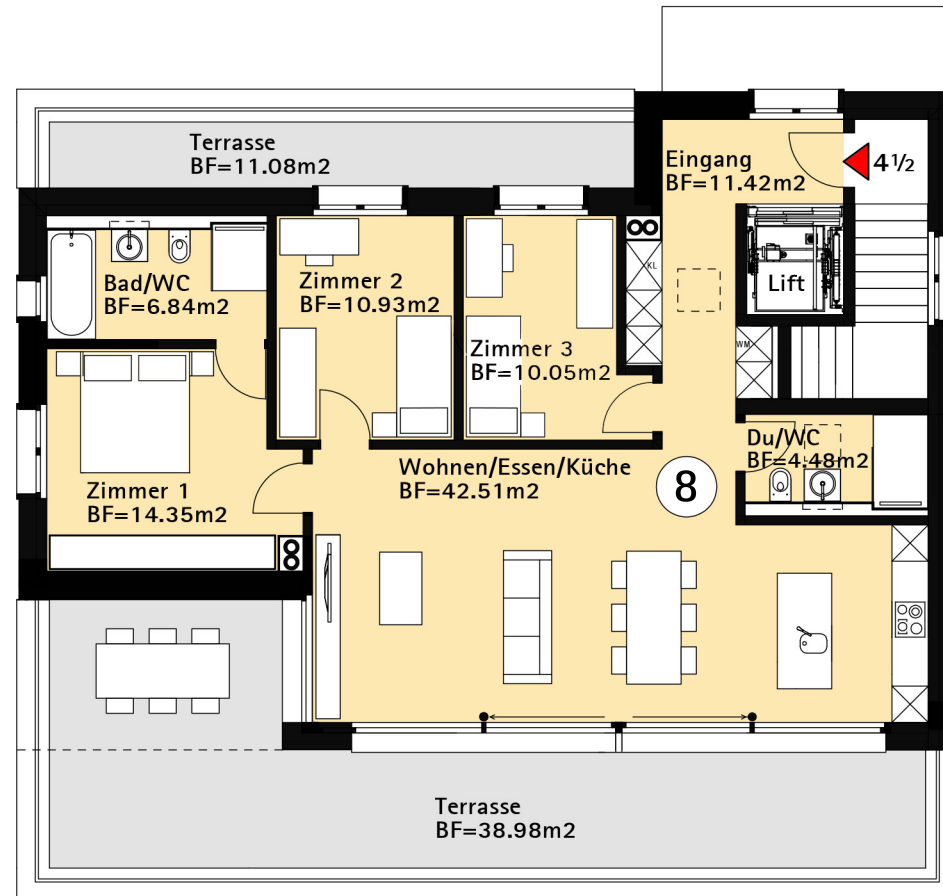 Terrasse
BF=11.08m2
Eingang
BF=11.42m2
4½
Bad/WC
BF=6.84m2
Zimmer 2
BF=10.93m2
KL
Lift
Zimmer 3
BF=10.05m2
WM
Du/WC
BF=4.48m2
Wohnen/Essen/Küche
BF=42.51m2
8
Zimmer 1
BF=14.35m2
Terrasse
BF=38.98m2